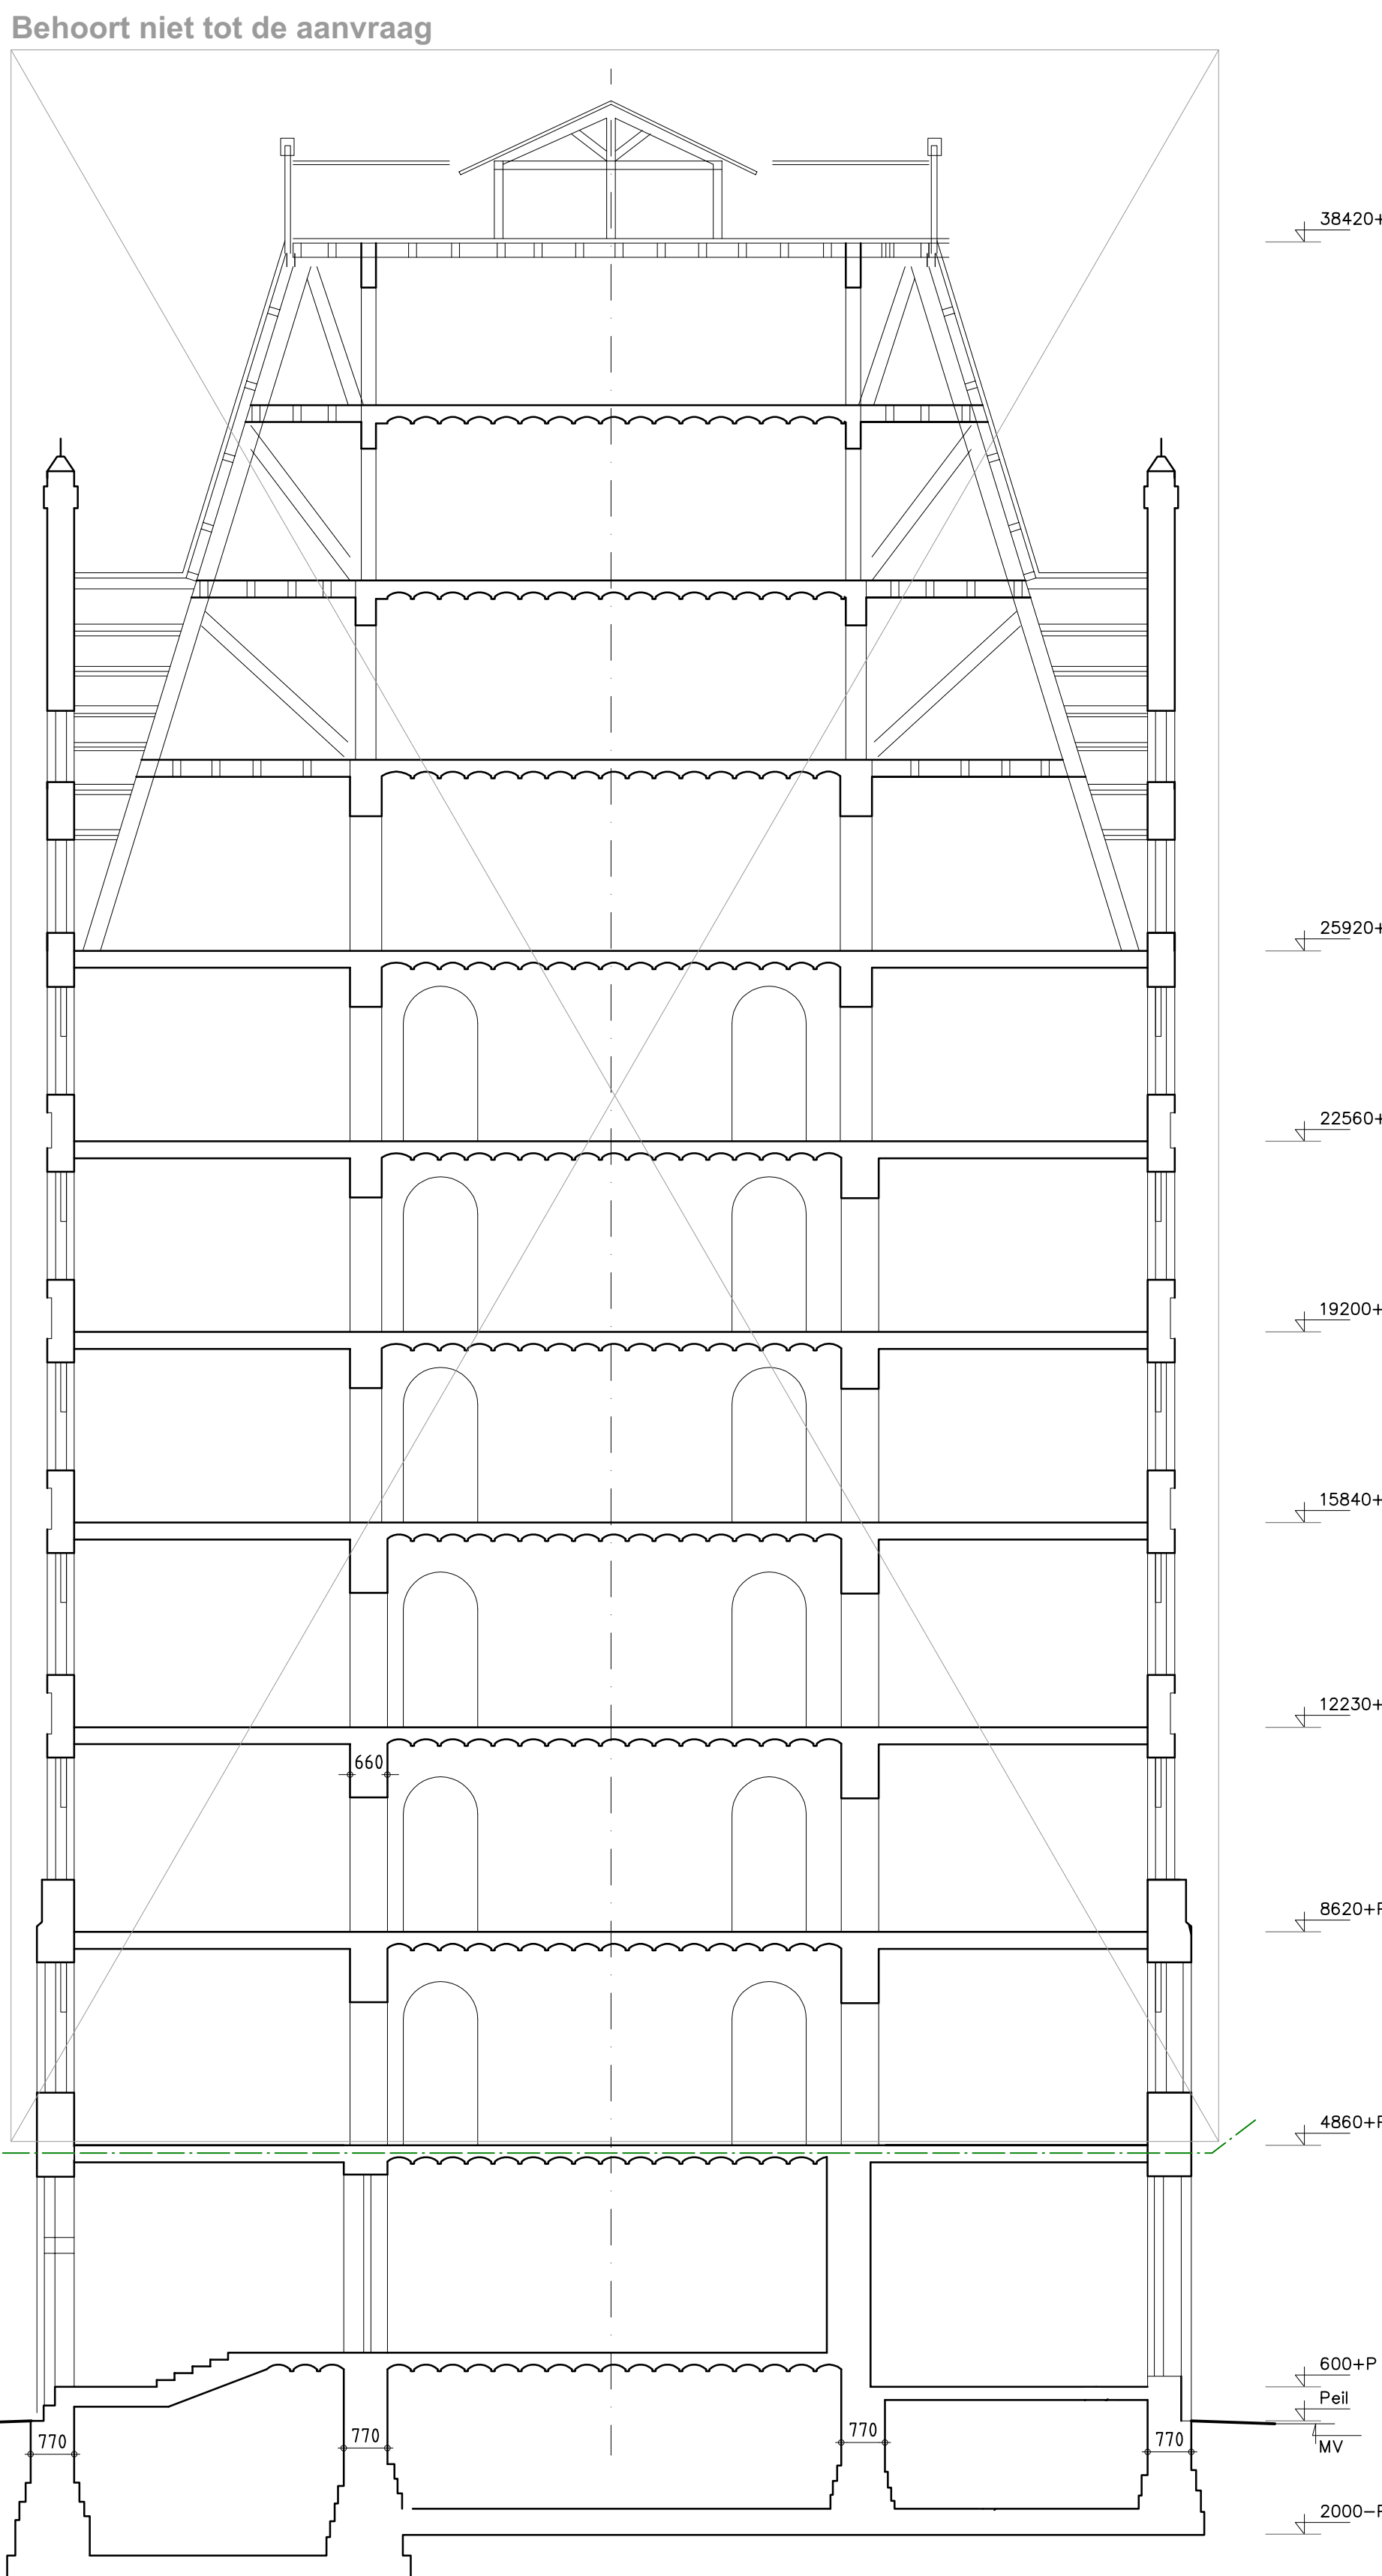 Behoort niet tot de aanvraag
38420+
25920+
22560+
19200+
15840+
12230+
660
8620+P
4860+P
600+P
Peil
770
770
770
770
MV
2000-P